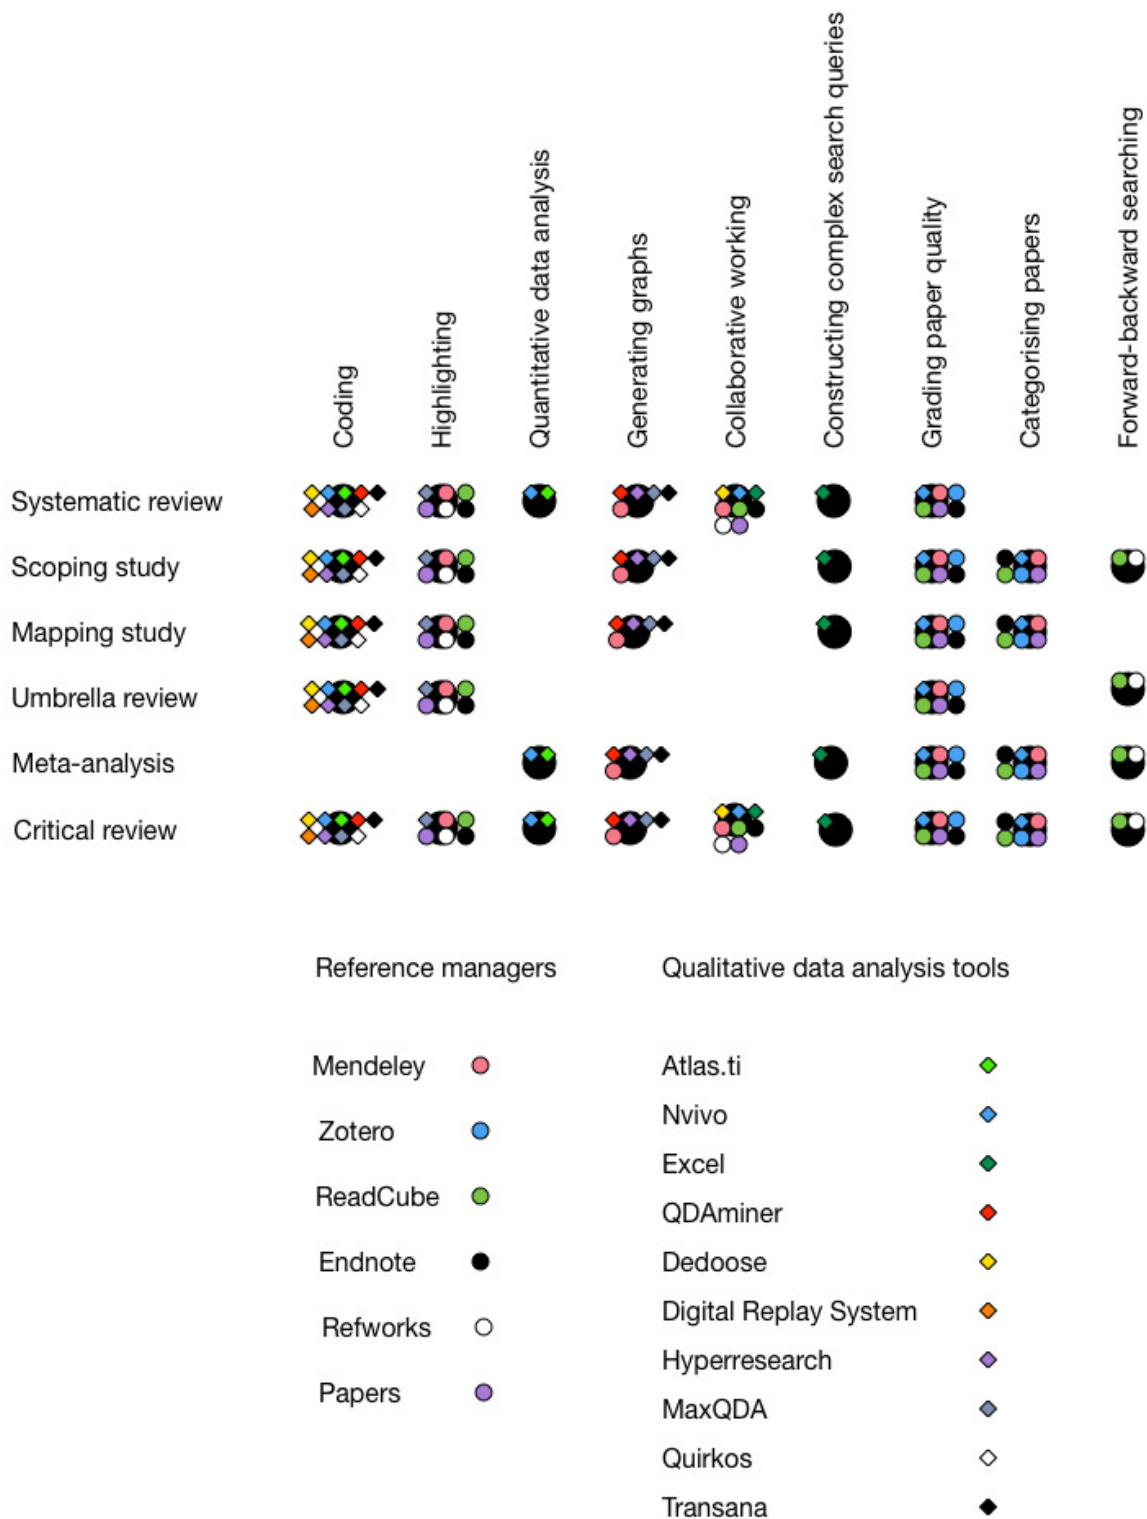 Coding
Highlighting
Quantitative data analysis
Generating graphs
Collaborative working
Constructing complex search queries
Grading paper quality
Categorising papers
Forward-backward searching
Systematic review
Scoping study
Mapping study
Umbrella review
Meta-analysis
Critical review
Reference managers
Mendeley
Zotero
ReadCube
Endnote
Refworks
Papers
Qualitative data analysis tools
Atlas.ti
Nvivo
Excel
QDAminer
Dedoose
Digital Replay System
Hyperresearch
MaxQDA
Quirkos
Transana